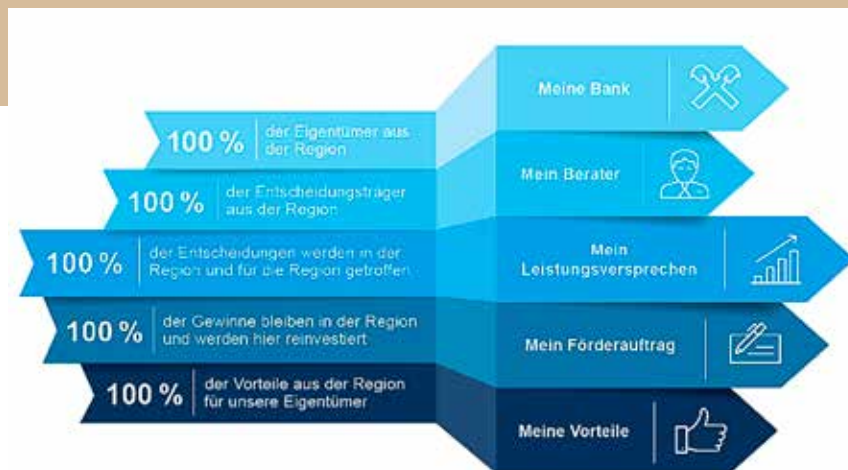 100 %
der Eigentümer aus
der Region
Meine Bank
100 %
der Entscheidungsträger
aus der Region
Mein Berater
100 %
der Entscheidungen werden in der
Region und für die Region getroffen
Mein
Leistungsversprechen
100 %
der Gewinne bleiben in der Region
und werden hier reinvestiert
Mein Förderauftrag
100 %
der Vorteile aus der Region
für unsere Eigentümer
Meine Vorteile